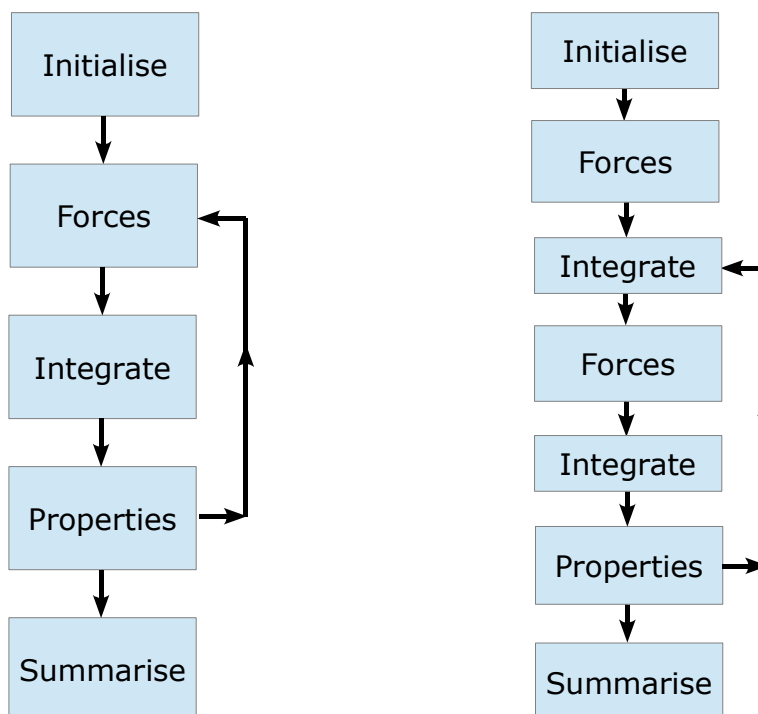 Initialise
Forces
Integrate
Properties
Summarise
Initialise
Forces
Integrate
Forces
Integrate
Properties
Summarise